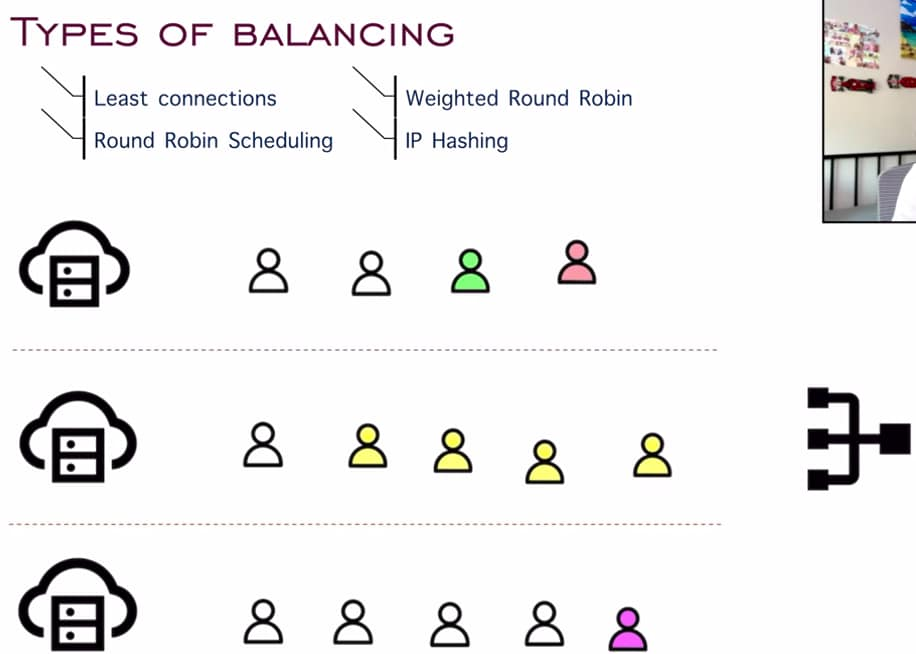 Types of balancing
Least connections
Round Robin Scheduling
Weighted Round Robin
IP Hashing